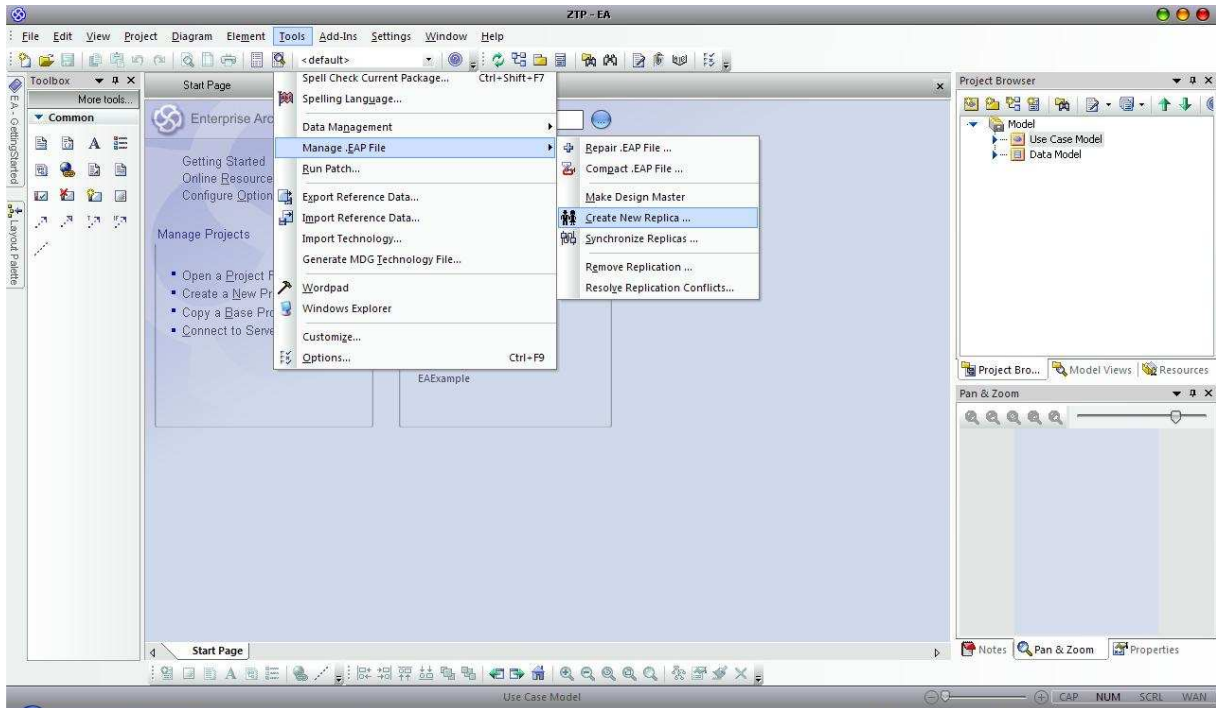 ZTP - EA
File Edit View Project Diagram Element Tools Add-Ins Settings Window Help
<default>
Toolbox
More tools...
Common
EA - GettingStarted
Layout Palette
Start Page
Enterprise Arc
Getting Started
Online Resource
Configure Option
Manage Projects
Open a Project F
Create a New Pr
Copy a Base Pro
Connect to Serve
EAExample
Spell Check Current Package... Ctrl+Shift+F7
Spelling Language...
Data Management
Manage .EAP File
Run Patch...
Export Reference Data...
Import Reference Data...
Import Technology...
Generate MDG Technology File...
Wordpad
Windows Explorer
Customize...
Options... Ctrl+F9
Repair .EAP File ...
Compact .EAP File ...
Make Design Master
Create New Replica ...
Synchronize Replicas ...
Remove Replication ...
Resolve Replication Conflicts...
Project Browser
Model
Use Case Model
Data Model
Project Bro... Model Views Resources
Pan & Zoom
Notes Pan & Zoom Properties
Start Page
Use Case Model
CAP NUM SCRL WAN